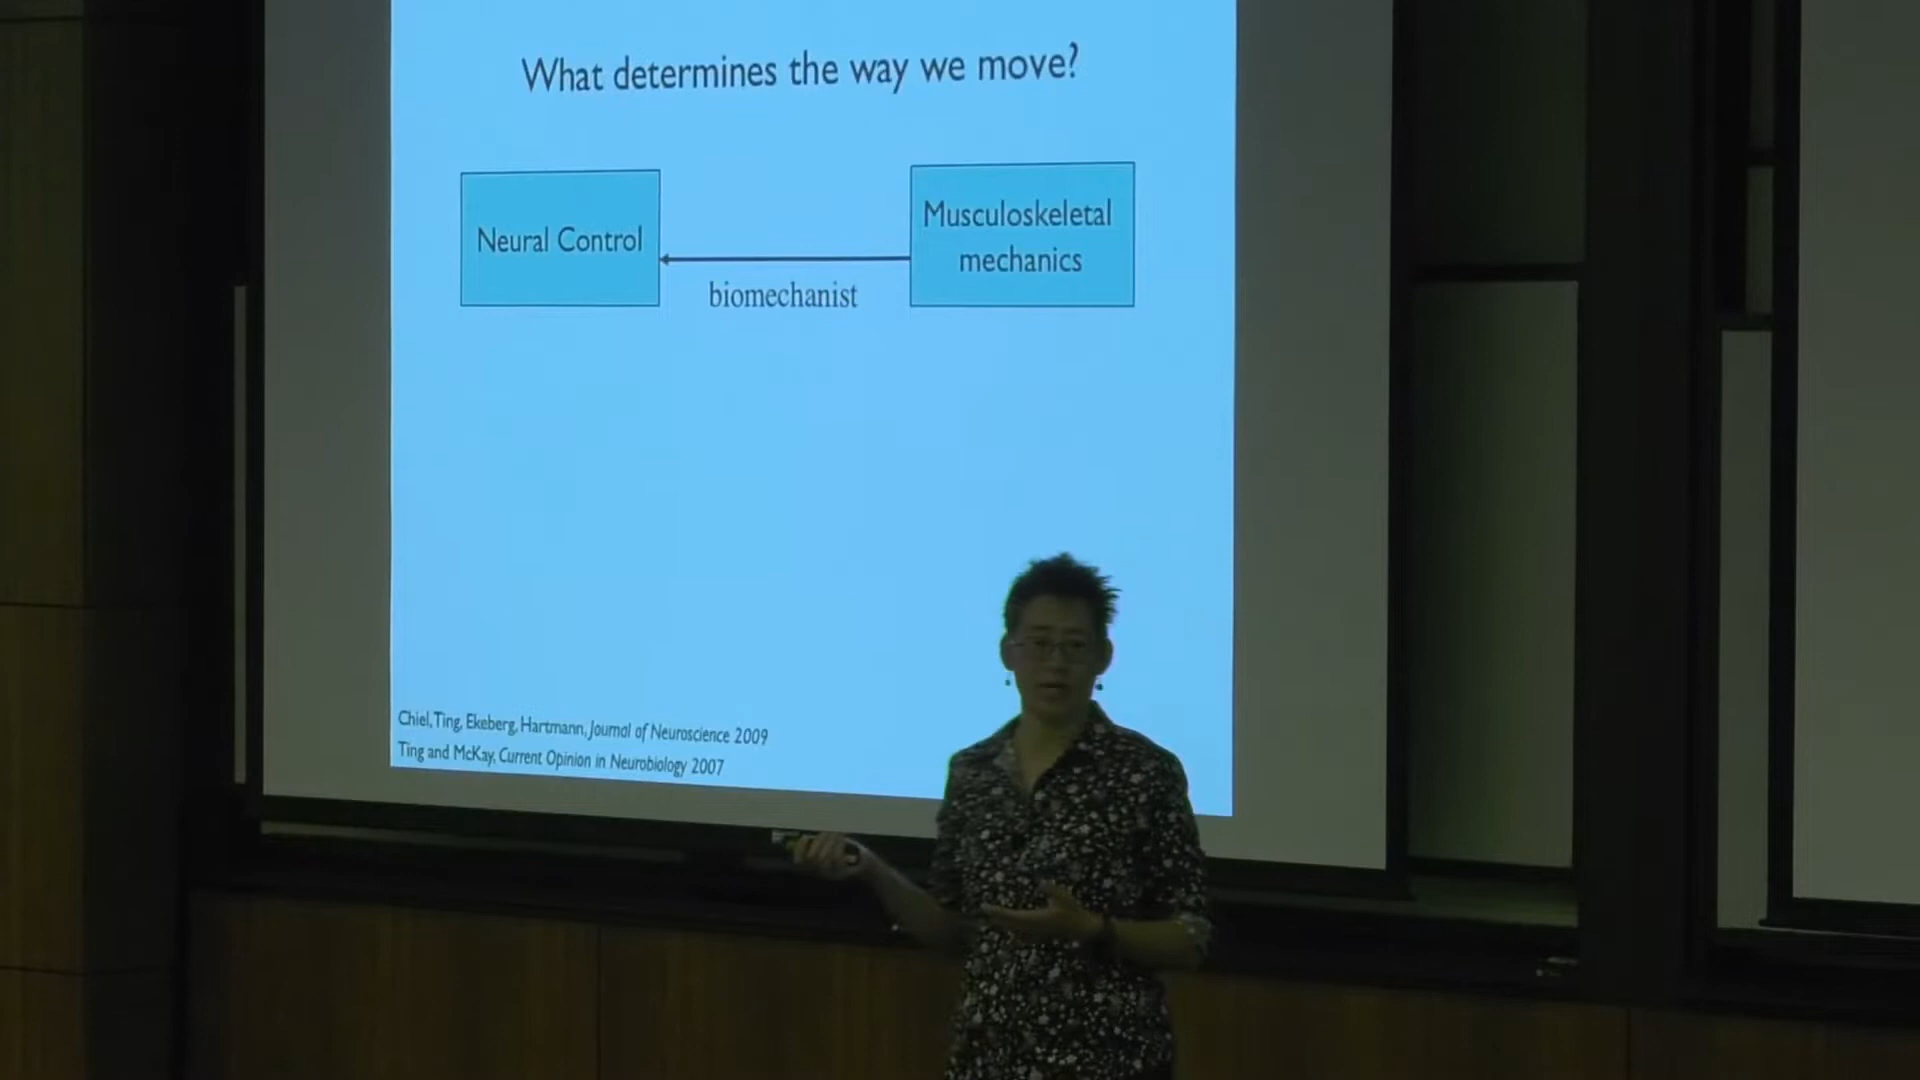 What determines the way we move?
Neural Control
Musculoskeletal
mechanics
biomechanist
Chiel, Ting, Ekeberg, Hartmann, Journal of Neuroscience 2009
Ting and McKay, Current Opinion in Neurobiology 2007